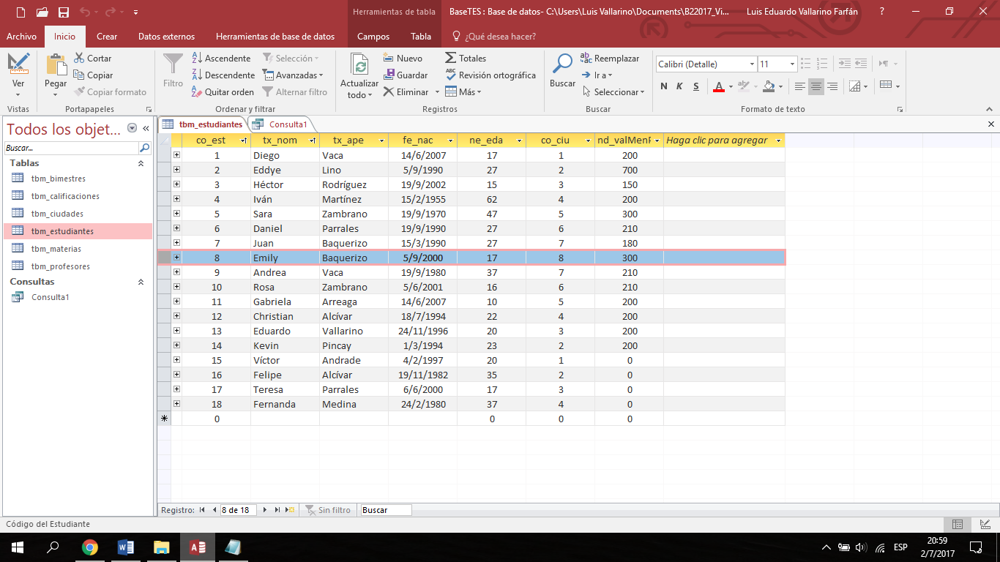 Herramientas de tabla
BaseTES : Base de datos- C:\Users\Luis Vallarino\Documents\B22017_Vi...
Luis Eduardo Vallarino Farfán
?
Archivo Inicio Crear Datos externos Herramientas de base de datos Campos Tabla ¿Qué desea hacer?
Ver
Pegar
Cortar
Copiar
Copiar formato
Filtro
Ascendente
Descendente
Quitar orden
Selección
Avanzadas
Alternar filtro
Actualizar todo
Nuevo
Guardar
Eliminar
Totales
Revisión ortográfica
Más
Buscar
Reemplazar
Ir a
Seleccionar
Calibri (Detalle) 11
N K S A
Vistas Portapapeles Ordenar y filtrar Registros Buscar Formato de texto
Todos los objet...
Buscar...
Tablas
tbm_bimestres
tbm_calificaciones
tbm_ciudades
tbm_estudiantes
tbm_materias
tbm_profesores
Consultas
Consulta1
tbm_estudiantes Consulta1
co_est tx_nom tx_ape fe_nac ne_eda co_ciu nd_valMenP Haga clic para agregar
1 Diego Vaca 14/6/2007 17 1 200
2 Eddye Lino 5/9/1990 27 2 700
3 Héctor Rodríguez 19/9/2002 15 3 150
4 Iván Martínez 15/2/1955 62 4 200
5 Sara Zambrano 19/9/1970 47 5 300
6 Daniel Parrales 19/9/1990 27 6 210
7 Juan Baquerizo 15/3/1990 27 7 180
8 Emily Baquerizo 5/9/2000 17 8 300
9 Andrea Vaca 19/9/1980 37 7 210
10 Rosa Zambrano 5/6/2001 16 6 210
11 Gabriela Arreaga 14/6/2007 10 5 200
12 Christian Alcívar 18/7/1994 22 4 200
13 Eduardo Vallarino 24/11/1996 20 3 200
14 Kevin Pincay 1/3/1994 23 2 200
15 Víctor Andrade 4/2/1997 20 1 0
16 Felipe Alcívar 19/11/1982 35 2 0
17 Teresa Parrales 6/6/2000 17 3 0
18 Fernanda Medina 24/2/1980 37 4 0
0 0 0 0
Registro: 8 de 18 Sin filtro Buscar
Código del Estudiante
ESP
20:59
2/7/2017